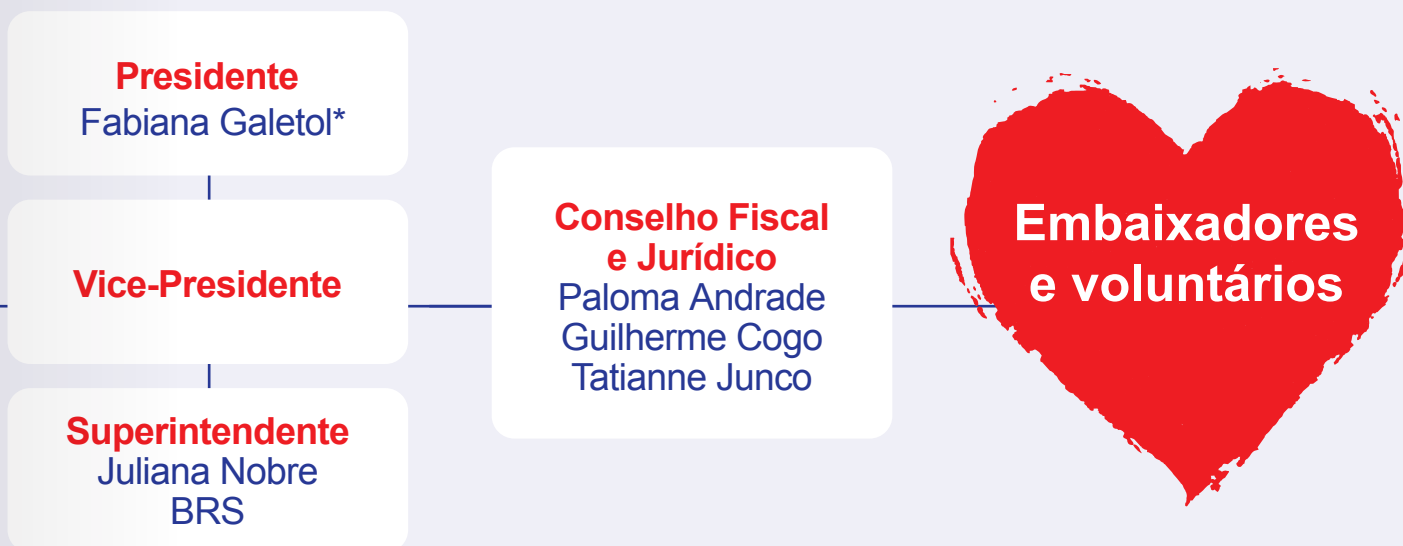 Presidente
Fabiana Galetol*
Vice-Presidente
Superintendente
Juliana Nobre
BRS
Conselho Fiscal
e Jurídico
Paloma Andrade
Guilherme Cogo
Tatianne Junco
Embaixadores
e voluntários